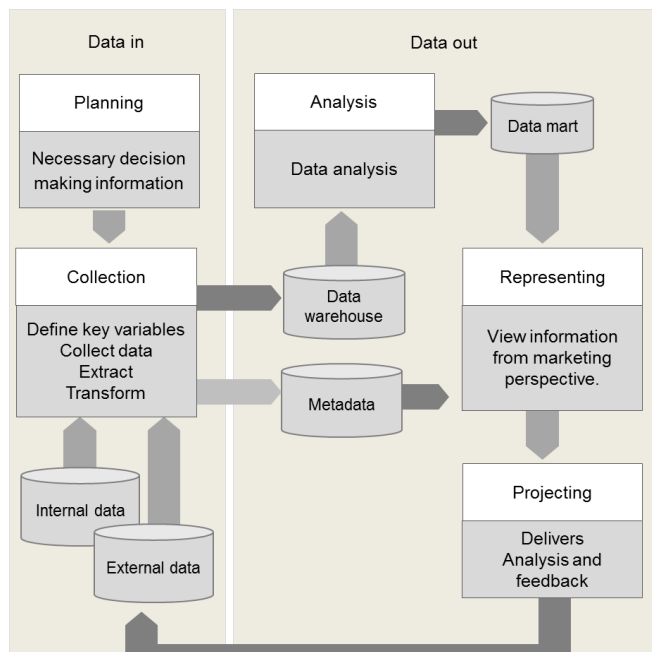 Data in
Planning
Necessary decision
making information
Collection
Define key variables
Collect data
Extract
Transform
Internal data
External data
Data out
Analysis
Data analysis
Data mart
Data
warehouse
Metadata
Representing
View information
from marketing
perspective.
Projecting
Delivers
Analysis and
feedback